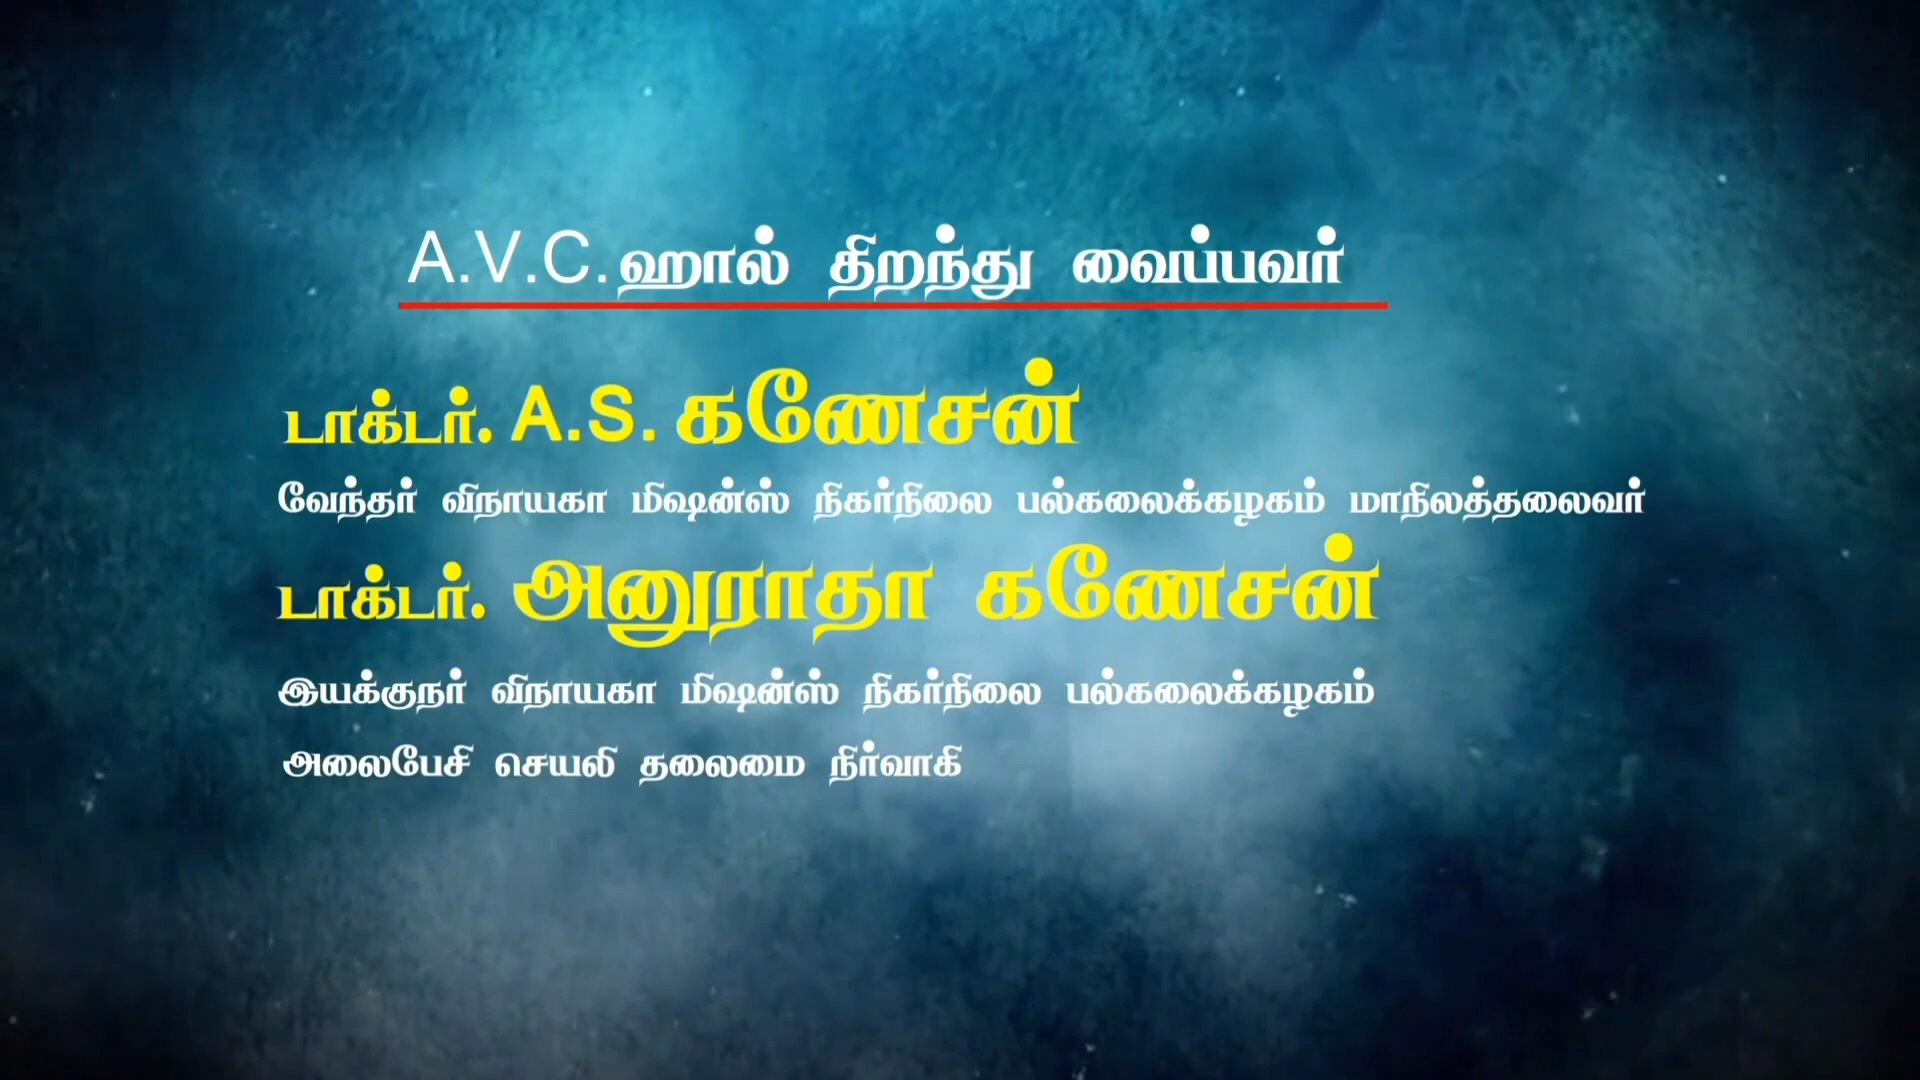 A.V.C.ஹால் திறந்து வைப்பவர்
டாக்டர். A.S. கணேசன்
வேந்தர் விநாயகா மிஷன்ஸ் நிகர்நிலை பல்கலைக்கழகம் மாநிலத்தலைவர்
டாக்டர். அனுராதா கணேசன்
இயக்குநர் விநாயகா மிஷன்ஸ் நிகர்நிலை பல்கலைக்கழகம்
அலைபேசி செயலி தலைமை நிர்வாகி